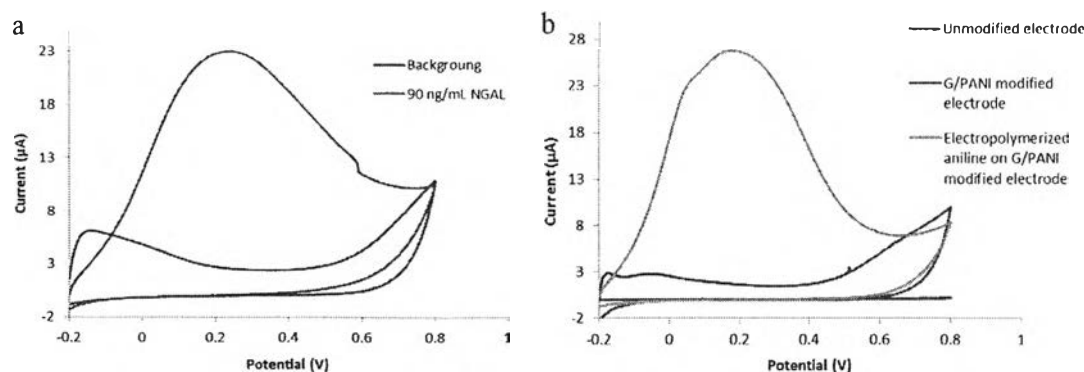 a
23
18
13
8
3
-2
Current (µA)
Backgroung
90 ng/mL NGAL
-0.2
0
0.2
0.4
0.6
0.8
1
Potential (V)
b
28
23
18
13
8
3
-2
Current (µA)
Unmodified electrode
G/PANI modified
electrode
Electropolymerized
aniline on G/PANI
modified electrode
-0.2
0
0.2
0.4
0.6
0.8
1
Potential (V)